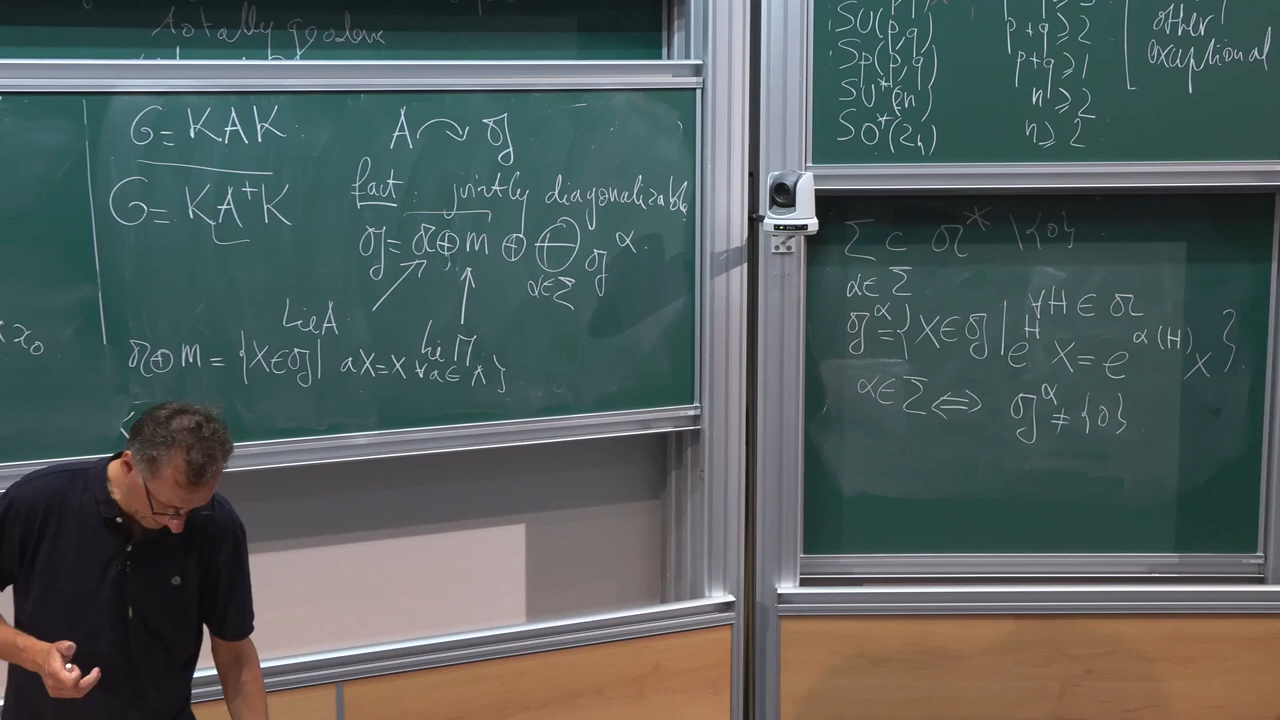 totally geodesic
G = KAK
G = KA⁺K
A ↷ 𝔤
fact : jointly diagonalizable
𝔤 = 𝔞 ⊕ m ⊕ ⊕ 𝔤^α.
α∈Σ
Lie A
Lie M
𝔞 ⊕ m = {X∈𝔤 | aX = X ∀a∈A}
x₀
SU(p,q) p+q ≥ 2
Sp(p,q) p+q ≥ 1
SU*(2n) n ≥ 2
SO*(2n) n ≥ 2
other
exceptional
Σ ⊂ 𝔞* \ {0}
α∈Σ
𝔤^α = {X∈𝔤 | ∀H ∈ 𝔞 e^H X = e^{α(H)} X}
α∈Σ ⟺ 𝔤^α ≠ {0}